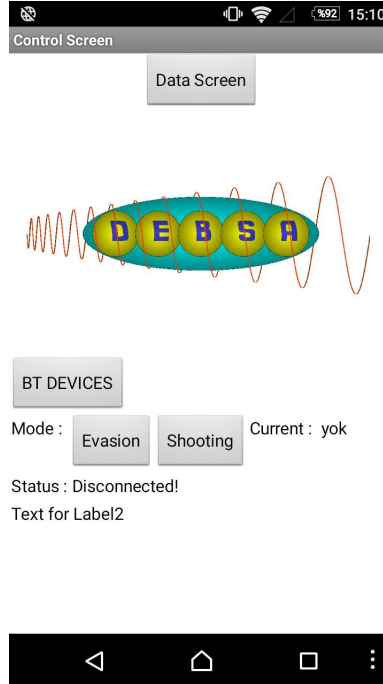 %92 15:10
Control Screen
Data Screen
DEBSA
BT DEVICES
Mode : Evasion Shooting Current : yok
Status : Disconnected!
Text for Label2